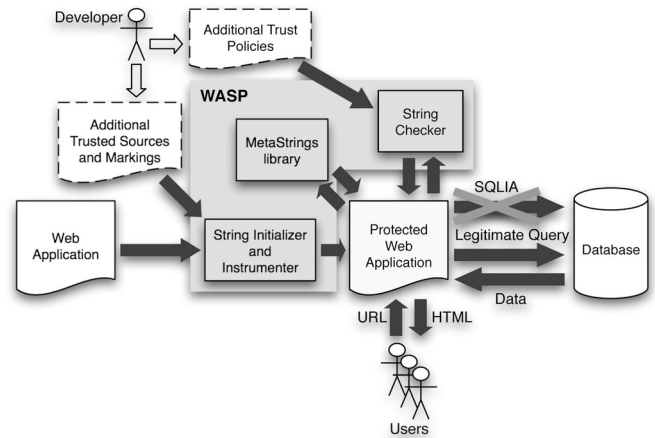 Developer
Additional Trust
Policies
WASP
String
Checker
Additional
Trusted Sources
and Markings
MetaStrings
library
SQLIA
Web
Application
String Initializer
and
Instrumenter
Protected
Web
Application
Legitimate Query
Database
Data
URL
HTML
Users